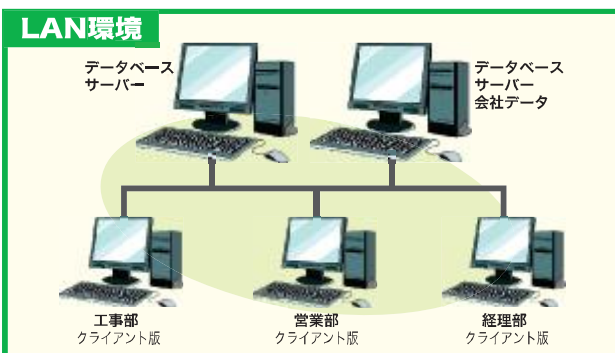 LAN環境
データベース
サーバー
データベース
サーバー
会社データ
工事部
クライアント版
営業部
クライアント版
経理部
クライアント版